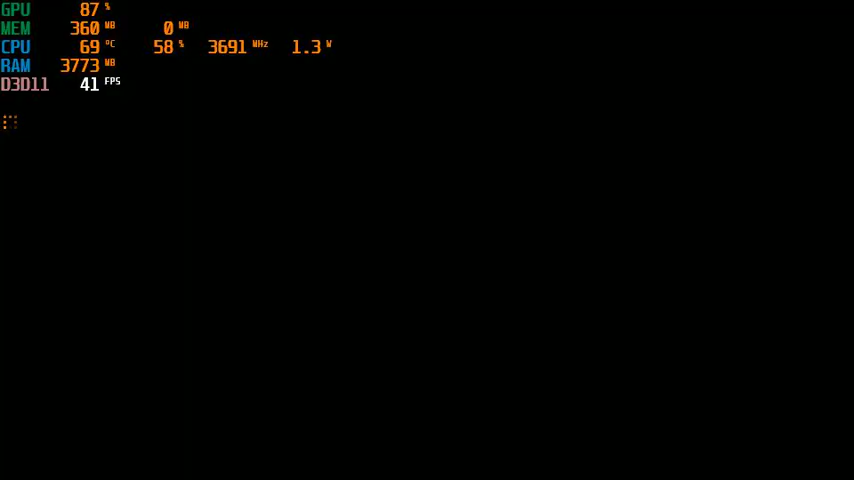 GPU 87 %
MEM 360 MB 0 MB
CPU 69 °C 58 % 3691 MHz 1.3 W
RAM 3773 MB
D3D11 41 FPS